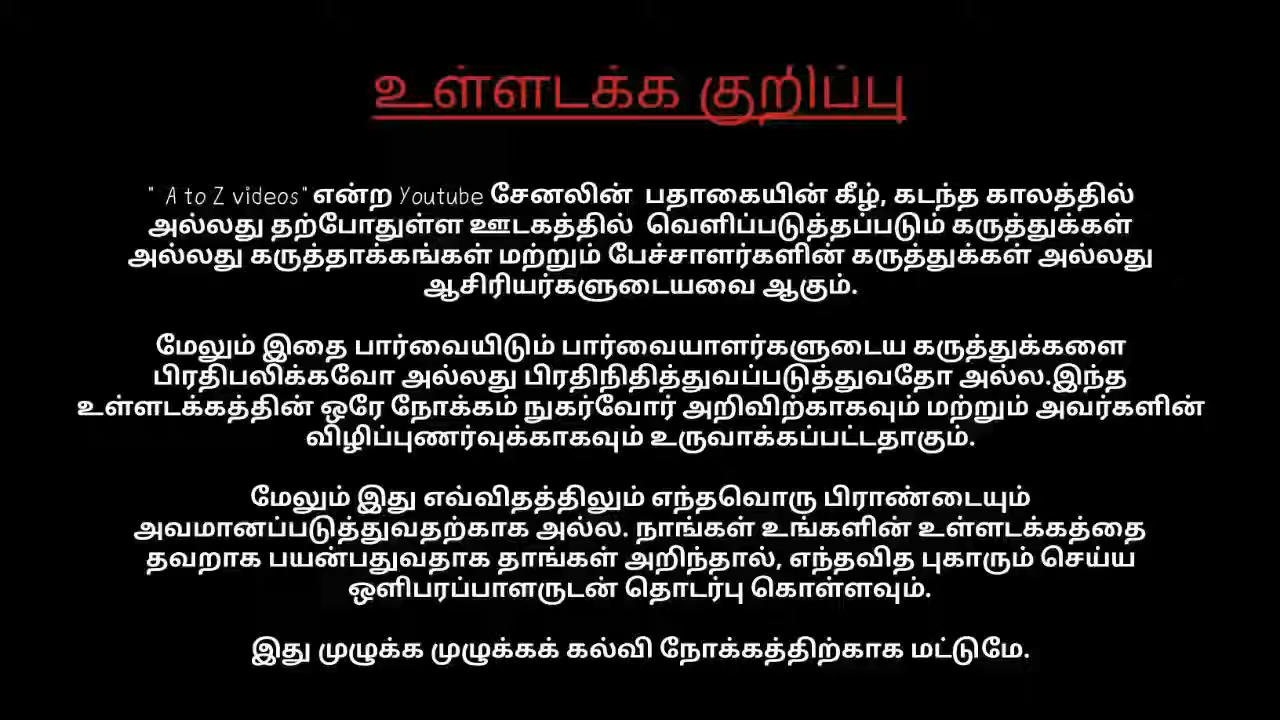 உள்ளடக்க குறிப்பு
" A to Z videos" என்ற Youtube சேனலின் பதாகையின் கீழ், கடந்த காலத்தில்
அல்லது தற்போதுள்ள ஊடகத்தில் வெளிப்படுத்தப்படும் கருத்துக்கள்
அல்லது கருத்தாக்கங்கள் மற்றும் பேச்சாளர்களின் கருத்துக்கள் அல்லது
ஆசிரியர்களுடையவை ஆகும்.
மேலும் இதை பார்வையிடும் பார்வையாளர்களுடைய கருத்துக்களை
பிரதிபலிக்கவோ அல்லது பிரதிநிதித்துவப்படுத்துவதோ அல்ல.இந்த
உள்ளடக்கத்தின் ஒரே நோக்கம் நுகர்வோர் அறிவிற்காகவும் மற்றும் அவர்களின்
விழிப்புணர்வுக்காகவும் உருவாக்கப்பட்டதாகும்.
மேலும் இது எவ்விதத்திலும் எந்தவொரு பிராண்டையும்
அவமானப்படுத்துவதற்காக அல்ல. நாங்கள் உங்களின் உள்ளடக்கத்தை
தவறாக பயன்பதுவதாக தாங்கள் அறிந்தால், எந்தவித புகாரும் செய்ய
ஒளிபரப்பாளருடன் தொடர்பு கொள்ளவும்.
இது முழுக்க முழுக்கக் கல்வி நோக்கத்திற்காக மட்டுமே.